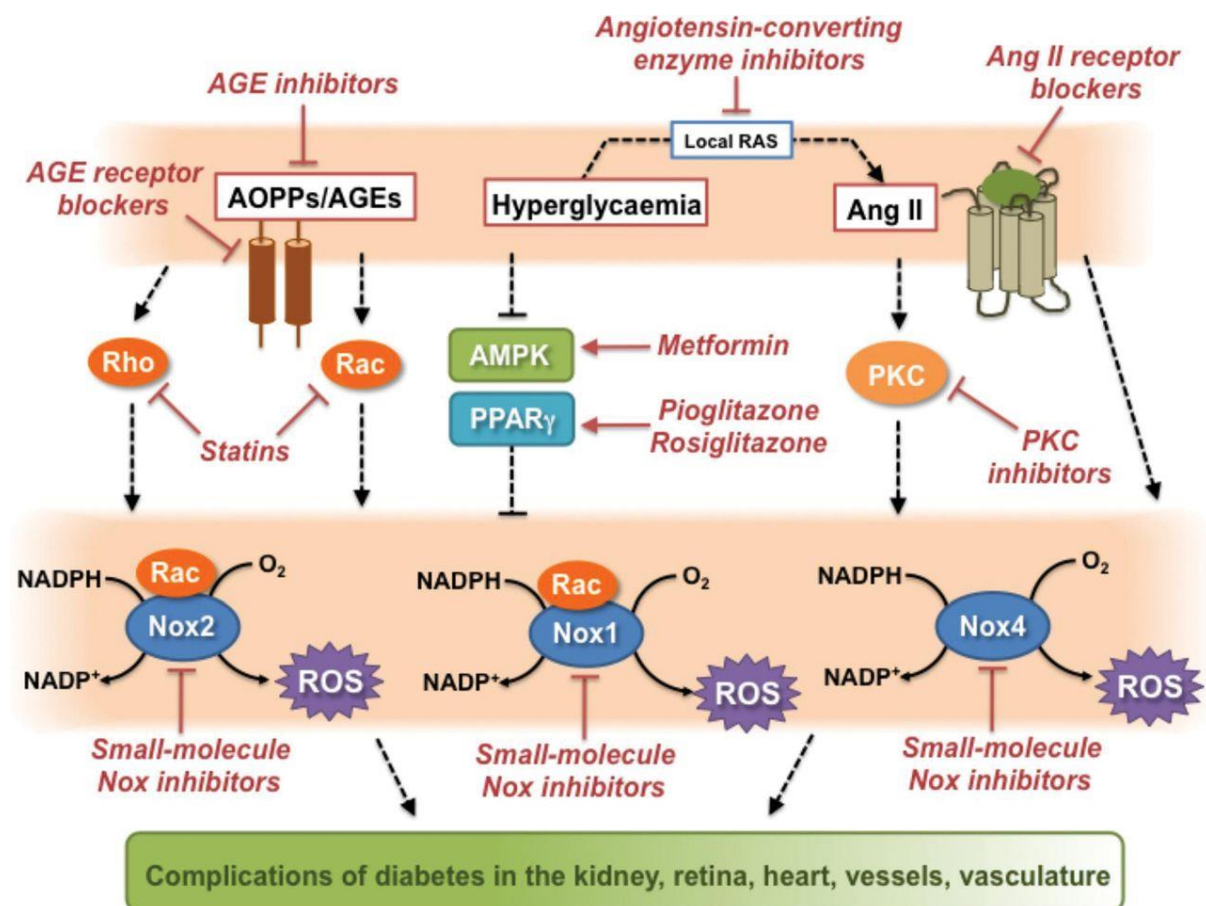 Angiotensin-converting
enzyme inhibitors
Ang II receptor
blockers
AGE inhibitors
Local RAS
AGE receptor
blockers
AOPPs/AGEs
Hyperglycaemia
Ang II
Rho
Rac
AMPK
Metformin
PKC
PPARγ
Pioglitazone
Rosiglitazone
Statins
PKC
inhibitors
NADPH
Rac
O₂
Nox2
NADP⁺
ROS
NADPH
Rac
O₂
Nox1
NADP⁺
ROS
NADPH
O₂
Nox4
NADP⁺
ROS
Small-molecule
Nox inhibitors
Small-molecule
Nox inhibitors
Small-molecule
Nox inhibitors
Complications of diabetes in the kidney, retina, heart, vessels, vasculature